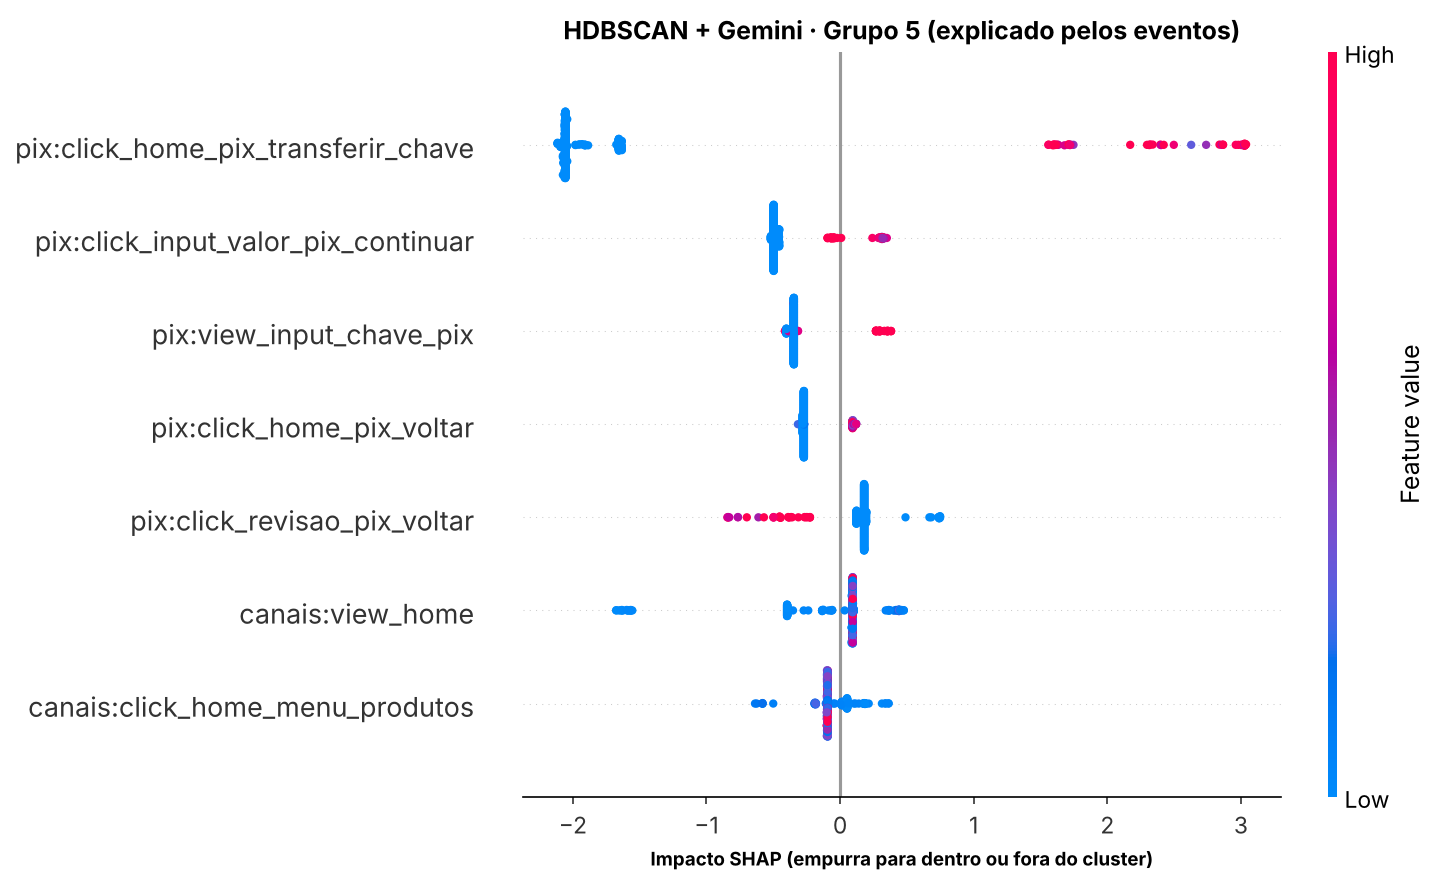 HDBSCAN + Gemini · Grupo 5 (explicado pelos eventos)
High
pix:click_home_pix_transferir_chave
pix:click_input_valor_pix_continuar
pix:view_input_chave_pix
pix:click_home_pix_voltar
pix:click_revisao_pix_voltar
canais:view_home
canais:click_home_menu_produtos
Feature value
Low
−2 −1 0 1 2 3
Impacto SHAP (empurra para dentro ou fora do cluster)